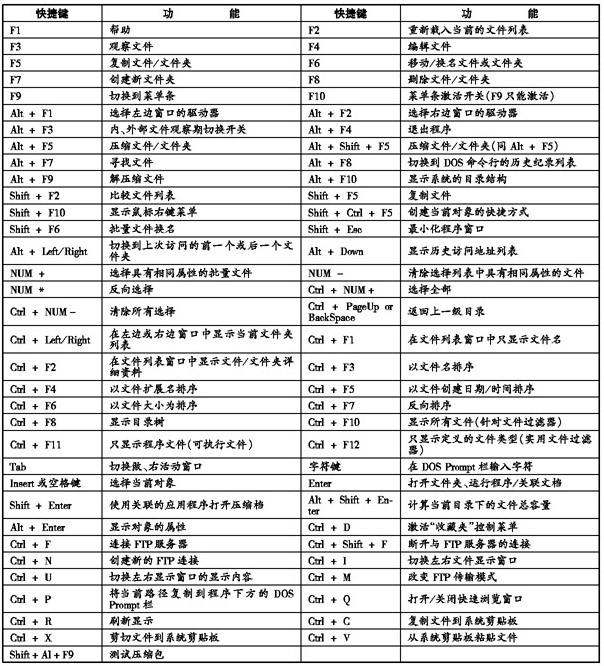 快捷键 功 能 快捷键 功 能
F1 帮助 F2 重新载入当前的文件列表
F3 观察文件 F4 编辑文件
F5 复制文件/文件夹 F6 移动/换名文件或文件夹
F7 创建新文件夹 F8 删除文件/文件夹
F9 切换到菜单条 F10 菜单条激活开关(F9只能激活)
Alt + F1 选择左边窗口的驱动器 Alt + F2 选择右边窗口的驱动器
Alt + F3 内、外部文件观察期切换开关 Alt + F4 退出程序
Alt + F5 压缩文件/文件夹 Alt + Shift + F5 压缩文件/文件夹(同 Alt + F5)
Alt + F7 寻找文件 Alt + F8 切换到DOS命令行的历史纪录列表
Alt + F9 解压缩文件 Alt + F10 显示系统的目录结构
Shift + F2 比较文件列表 Shift + F5 复制文件
Shift + F10 显示鼠标右键菜单 Shift + Ctrl + F5 创建当前对象的快捷方式
Shift + F6 批量文件换名 Shift + Esc 最小化程序窗口
Alt + Left/Right 切换到上次访问的前一个或后一个文
件夹 Alt + Down 显示历史访问地址列表
NUM + 选择具有相同属性的批量文件 NUM - 清除选择列表中具有相同属性的文件
NUM * 反向选择 Ctrl + NUM + 选择全部
Ctrl + NUM - 清除所有选择 Ctrl + PageUp or
BackSpace 返回上一级目录
Ctrl + Left/Right 在左边或右边窗口中显示当前文件夹
列表 Ctrl + F1 在文件列表窗口中只显示文件名
Ctrl + F2 在文件列表窗口中显示文件/文件夹详
细资料 Ctrl + F3 以文件名排序
Ctrl + F4 以文件扩展名排序 Ctrl + F5 以文件创建日期/时间排序
Ctrl + F6 以文件大小为排序 Ctrl + F7 反向排序
Ctrl + F8 显示目录树 Ctrl + F10 显示所有文件(针对文件过滤器)
Ctrl + F11 只显示程序文件(可执行文件) Ctrl + F12 只显示定义的文件类型(实用文件过滤
器)
Tab 切换做、右活动窗口 字符键 在 DOS Prompt 栏输入字符
Insert 或空格键 选择当前对象 Enter 打开文件夹、运行程序/关联文档
Shift + Enter 使用关联的应用程序打开压缩档 Alt + Shift + En-
ter 计算当前目录下的文件总容量
Alt + Enter 显示对象的属性 Ctrl + D 激活“收藏夹”控制菜单
Ctrl + F 连接 FTP 服务器 Ctrl + Shift + F 断开与 FTP 服务器的连接
Ctrl + N 创建新的 FTP 连接 Ctrl + I 切换左右文件显示窗口
Ctrl + U 切换左右显示窗口的显示内容 Ctrl + M 改变 FTP 传输模式
Ctrl + P 将当前路径复制到程序下方的 DOS
Prompt 栏 Ctrl + Q 打开/关闭快速浏览窗口
Ctrl + R 刷新显示 Ctrl + C 复制文件到系统剪贴板
Ctrl + X 剪切文件到系统剪贴板 Ctrl + V 从系统剪贴板粘贴文件
Shift + Al + F9 测试压缩包